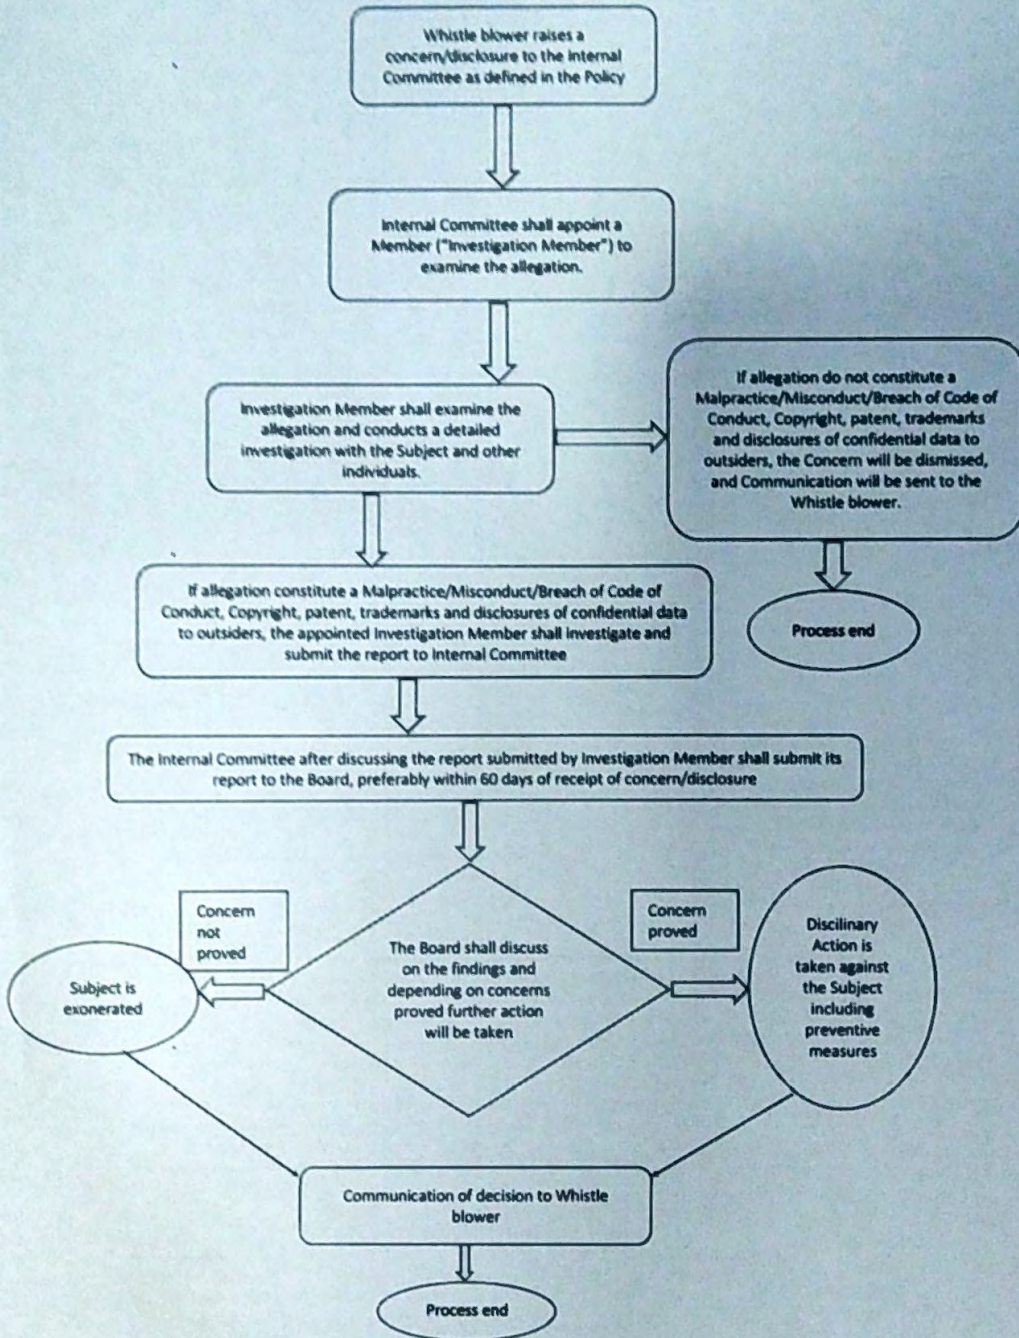 Whistle blower raises a
concern/disclosure to the Internal
Committee as defined in the Policy
Internal Committee shall appoint a
Member ("Investigation Member") to
examine the allegation.
Investigation Member shall examine the
allegation and conducts a detailed
investigation with the Subject and other
individuals.
If allegation do not constitute a
Malpractice/Misconduct/Breach of Code of
Conduct, Copyright, patent, trademarks
and disclosures of confidential data to
outsiders, the Concern will be dismissed,
and Communication will be sent to the
Whistle blower.
Process end
If allegation constitute a Malpractice/Misconduct/Breach of Code of
Conduct, Copyright, patent, trademarks and disclosures of confidential data
to outsiders, the appointed Investigation Member shall investigate and
submit the report to Internal Committee
The Internal Committee after discussing the report submitted by Investigation Member shall submit its
report to the Board, preferably within 60 days of receipt of concern/disclosure
Concern
not
proved
Subject is
exonerated
The Board shall discuss
on the findings and
depending on concerns
proved further action
will be taken
Concern
proved
Discilinary
Action is
taken against
the Subject
including
preventive
measures
Communication of decision to Whistle
blower
Process end